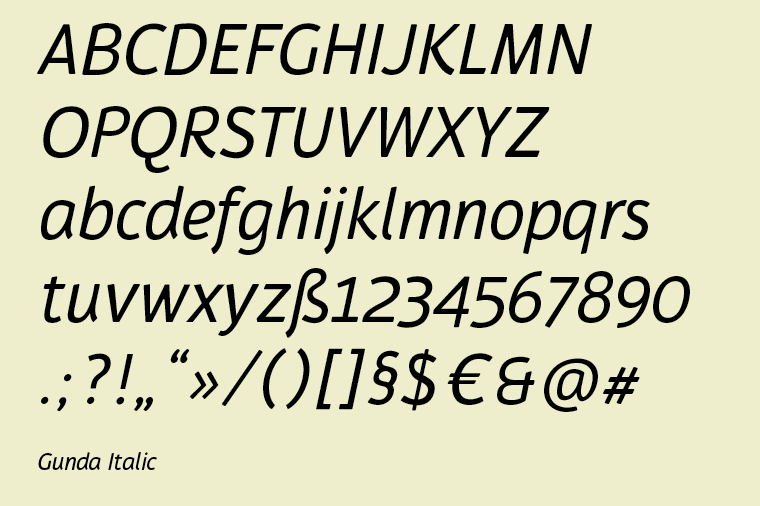 ABCDEFGHIJKLMN
OPQRSTUVWXYZ
abcdefghijklmnopqrs
tuvwxyzß1234567890
.;?!„“»/()[]§$€&@#
Gunda Italic